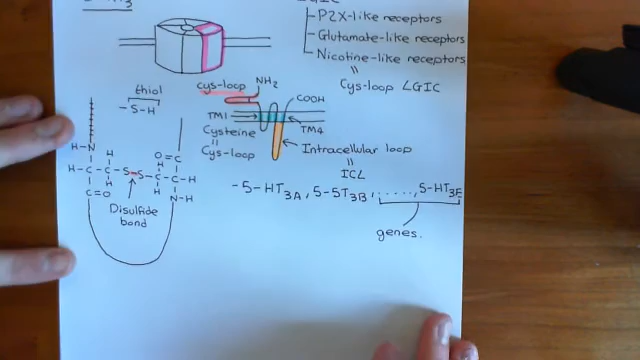 P2X-like receptors
Glutamate-like receptors
Nicotine-like receptors
=
Cys-loop LGIC
thiol
-S-H
Cys-loop
NH2
COOH
TM1
TM4
Cysteine
=
Cys-loop
Intracellular loop
=
ICL
H-N
H-C-C-S-S-C-C-H
H
H
H
H
O=C
C=O
N-H
Disulfide
bond
-5-HT3A, 5-5T3B, ....., 5-HT3E
genes.